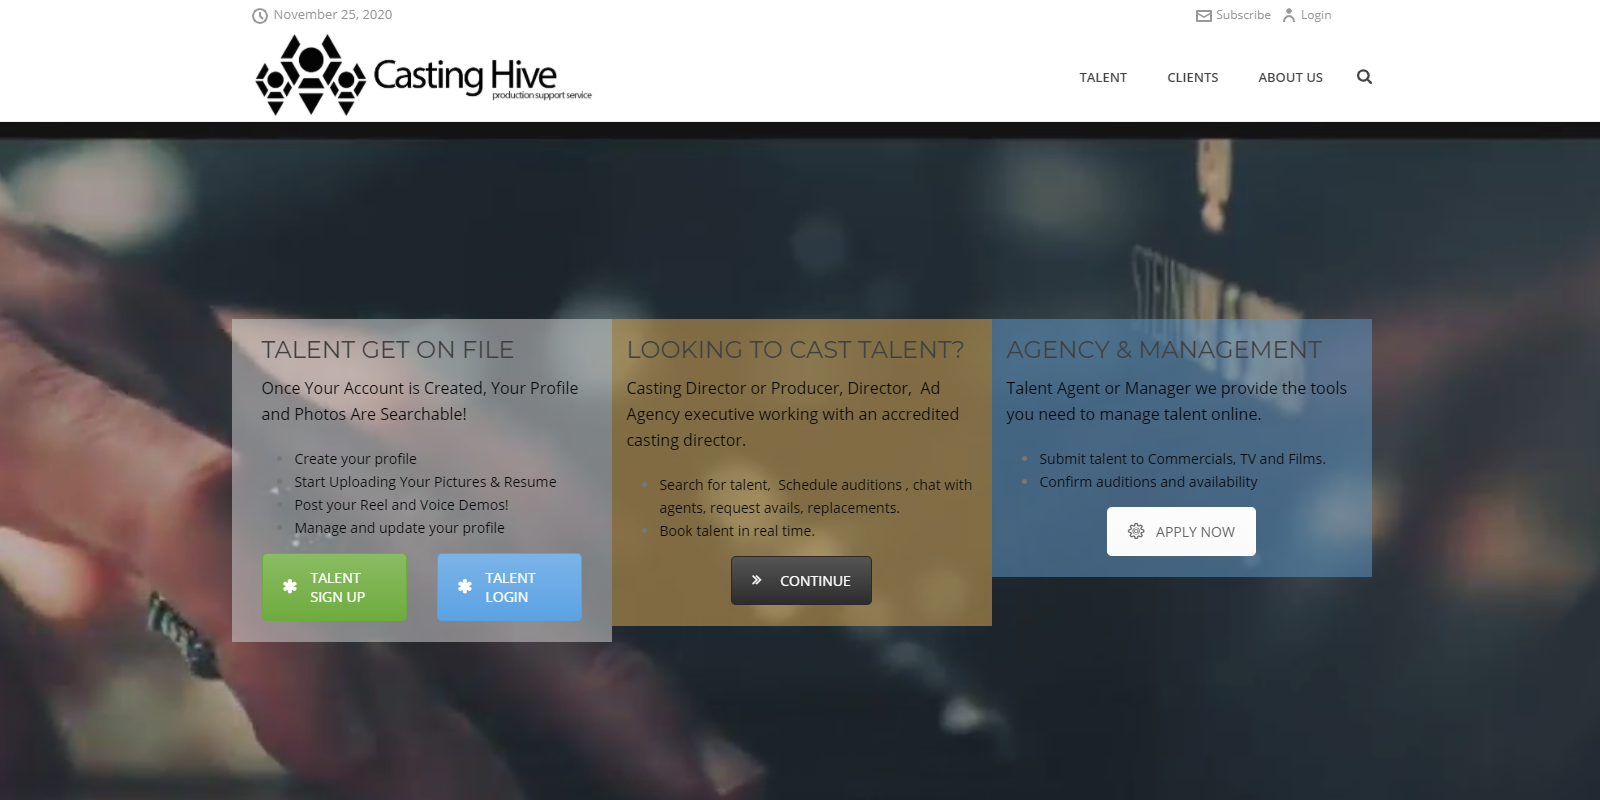 November 25, 2020
Subscribe
Login
Casting Hive
production support service
TALENT
CLIENTS
ABOUT US
TALENT GET ON FILE
Once Your Account is Created, Your Profile
and Photos Are Searchable!
Create your profile
Start Uploading Your Pictures & Resume
Post your Reel and Voice Demos!
Manage and update your profile
TALENT
SIGN UP
TALENT
LOGIN
LOOKING TO CAST TALENT?
Casting Director or Producer, Director,  Ad
Agency executive working with an accredited
casting director.
Search for talent,  Schedule auditions , chat with
agents, request avails, replacements.
Book talent in real time.
CONTINUE
AGENCY & MANAGEMENT
Talent Agent or Manager we provide the tools
you need to manage talent online.
Submit talent to Commercials, TV and Films.
Confirm auditions and availability
APPLY NOW